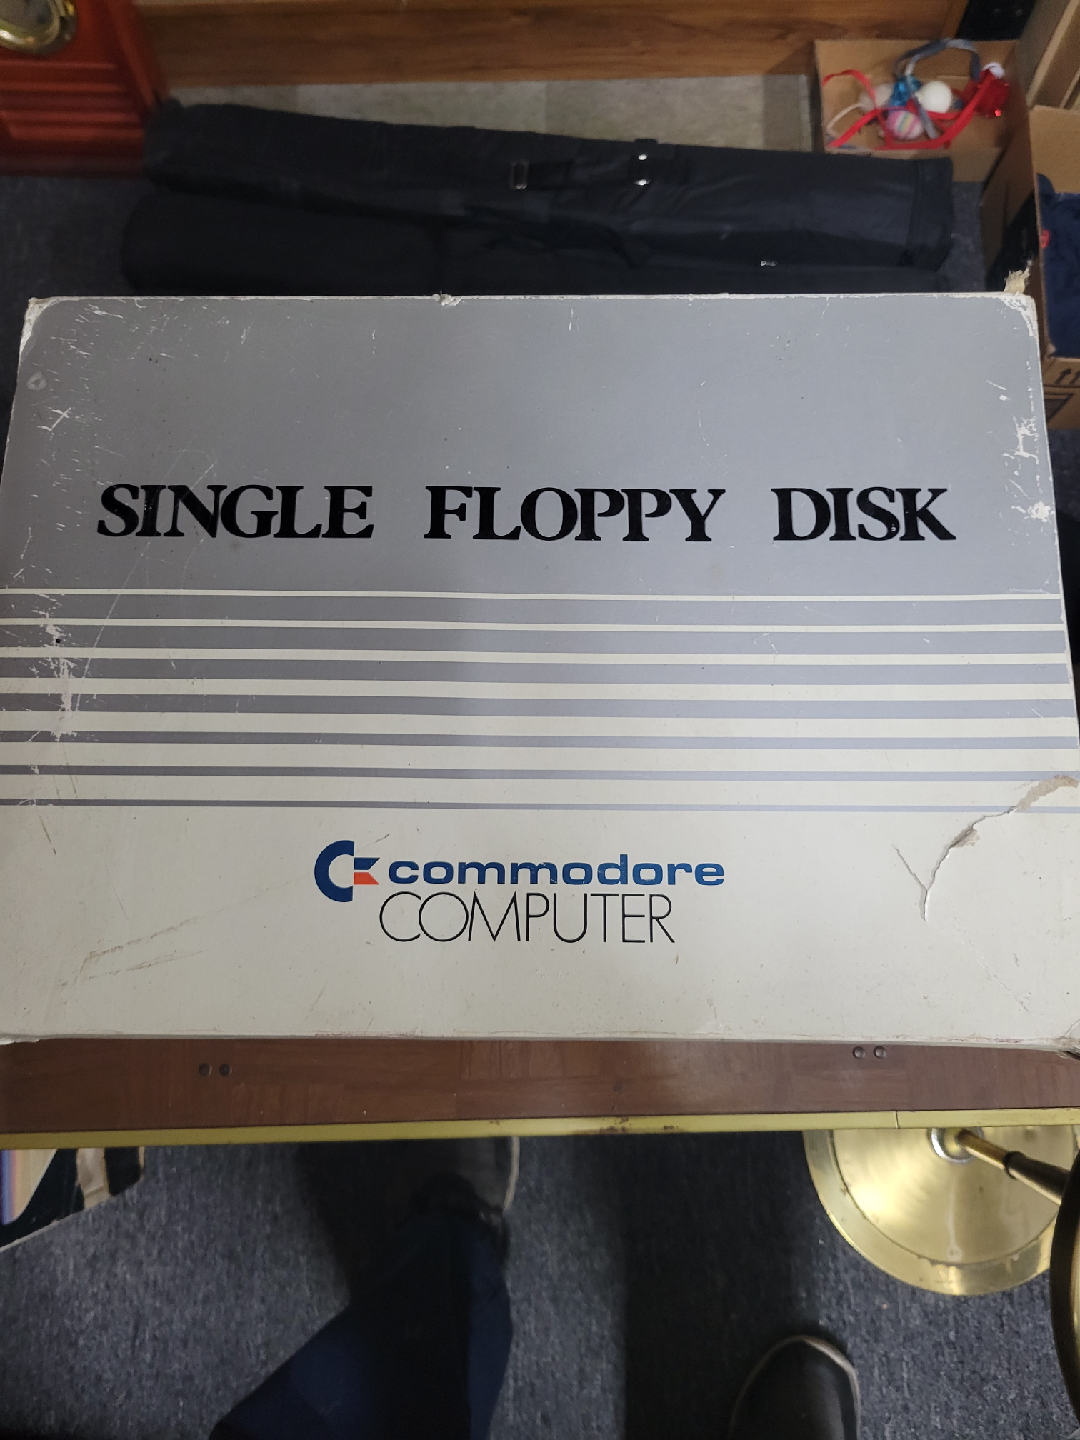 SINGLE FLOPPY DISK
commodore
COMPUTER